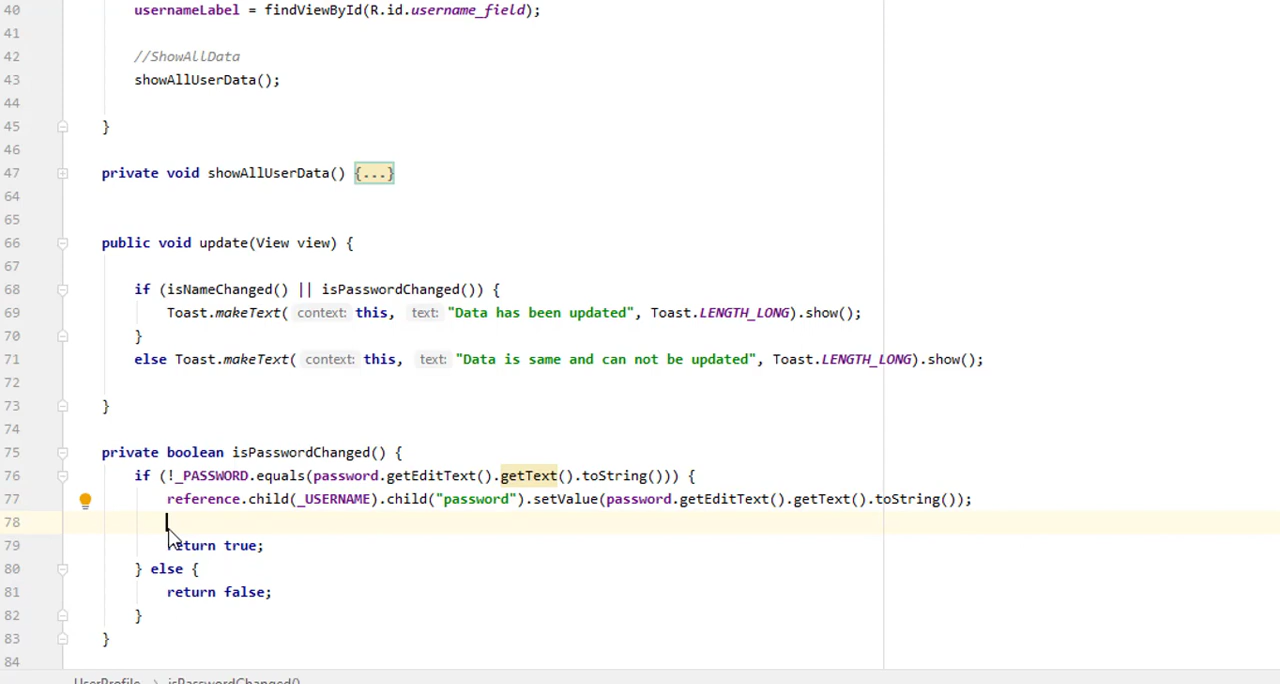 40 usernameLabel = findViewById(R.id.username_field);
41
42 //ShowAllData
43 showAllUserData();
44
45 }
46
47 private void showAllUserData() {...}
64
65
66 public void update(View view) {
67
68 if (isNameChanged() || isPasswordChanged()) {
69 Toast.makeText( context: this, text: "Data has been updated", Toast.LENGTH_LONG).show();
70 }
71 else Toast.makeText( context: this, text: "Data is same and can not be updated", Toast.LENGTH_LONG).show();
72
73 }
74
75 private boolean isPasswordChanged() {
76 if (!_PASSWORD.equals(password.getEditText().getText().toString())) {
77 reference.child(_USERNAME).child("password").setValue(password.getEditText().getText().toString());
78
79 return true;
80 } else {
81 return false;
82 }
83 }
84
UserProfile > isPasswordChanged()